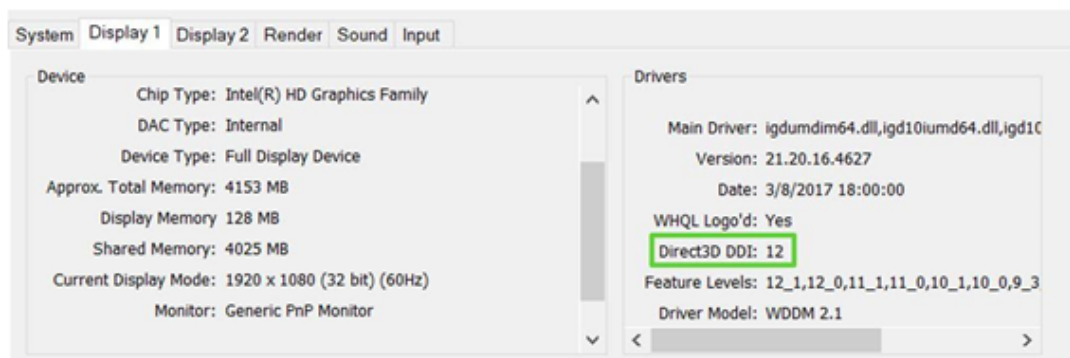 System Display 1 Display 2 Render Sound Input
Device
Chip Type: Intel(R) HD Graphics Family
DAC Type: Internal
Device Type: Full Display Device
Approx. Total Memory: 4153 MB
Display Memory 128 MB
Shared Memory: 4025 MB
Current Display Mode: 1920 x 1080 (32 bit) (60Hz)
Monitor: Generic PnP Monitor
Drivers
Main Driver: igdumdim64.dll,igd10iumd64.dll,igd10
Version: 21.20.16.4627
Date: 3/8/2017 18:00:00
WHQL Logo'd: Yes
Direct3D DDI: 12
Feature Levels: 12_1,12_0,11_1,11_0,10_1,10_0,9_3
Driver Model: WDDM 2.1